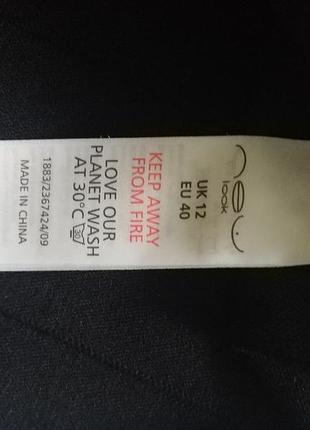 new
look
UK 12
EU 40
KEEP AWAY
FROM FIRE
LOVE OUR
PLANET WASH
AT 30°C 30
1883/2367424/09
MADE IN CHINA